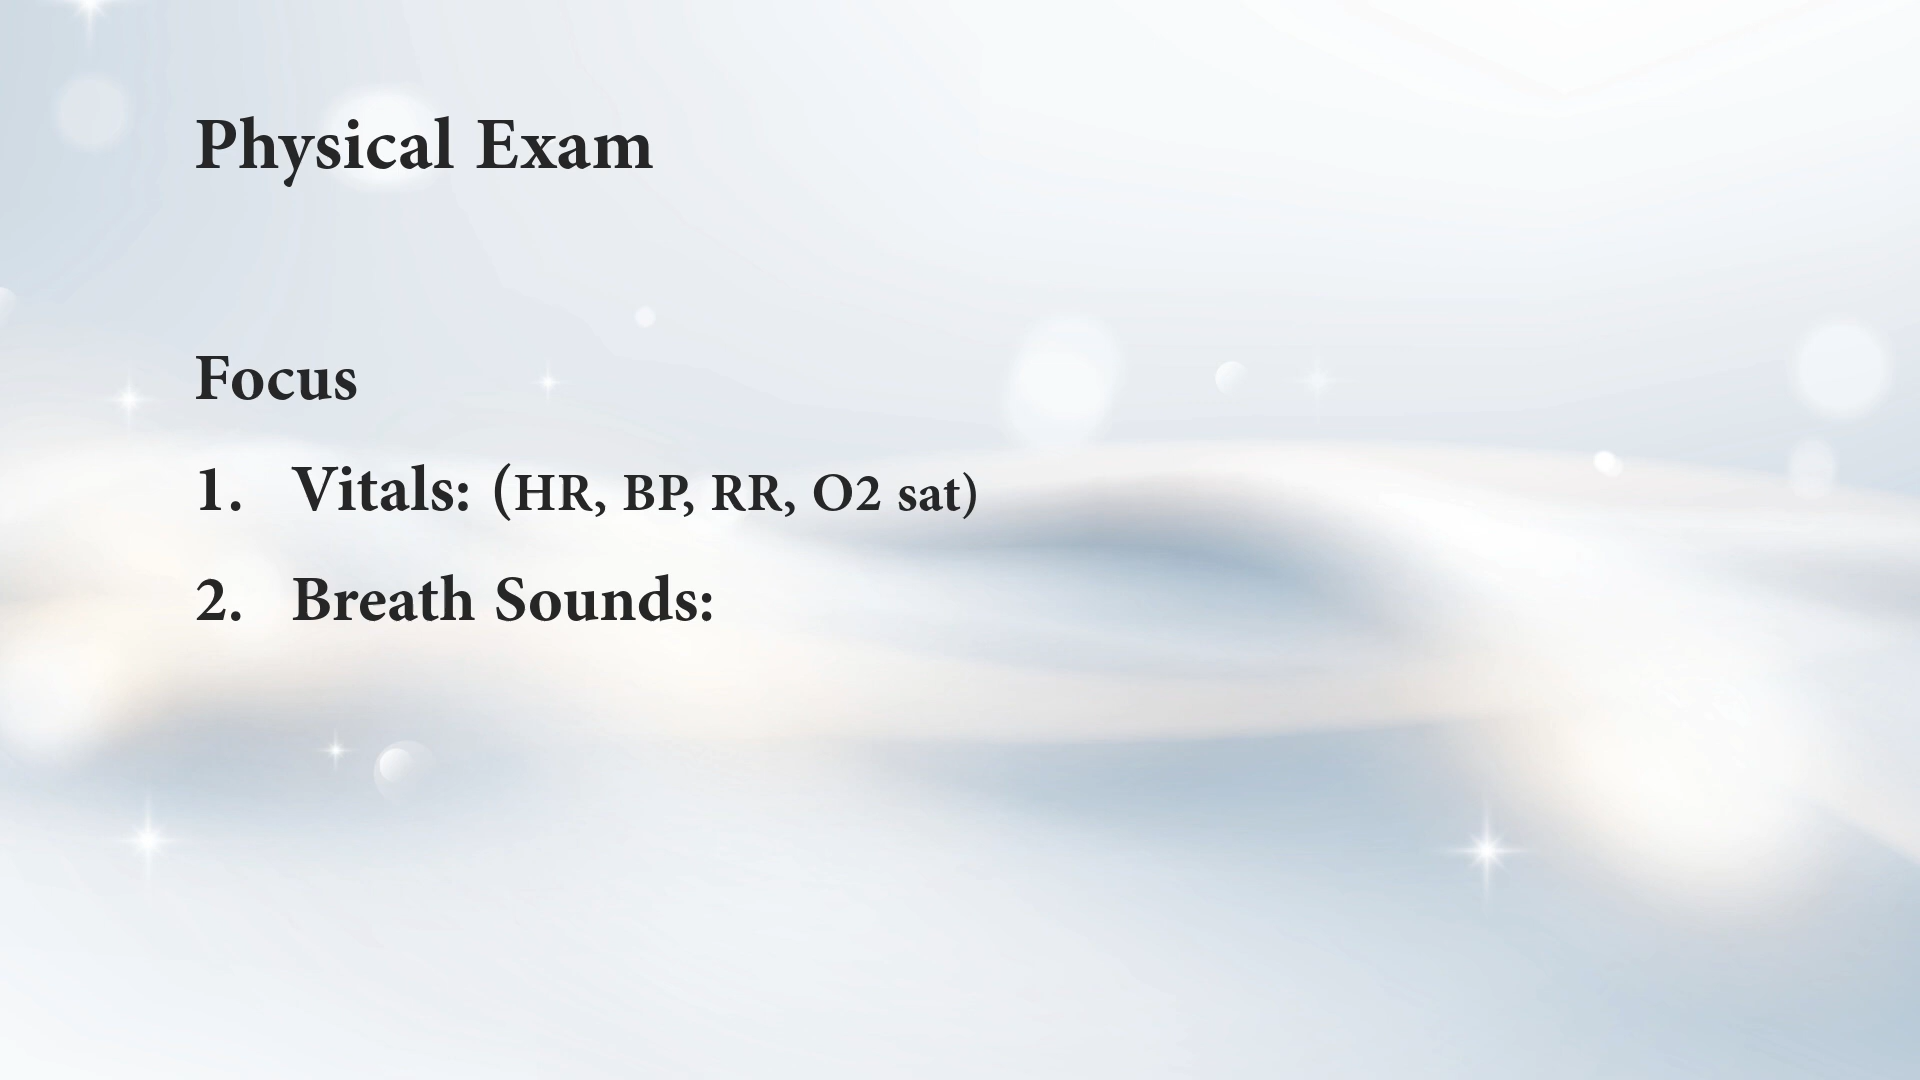 Physical Exam
Focus
1. Vitals: (HR, BP, RR, O2 sat)
2. Breath Sounds: